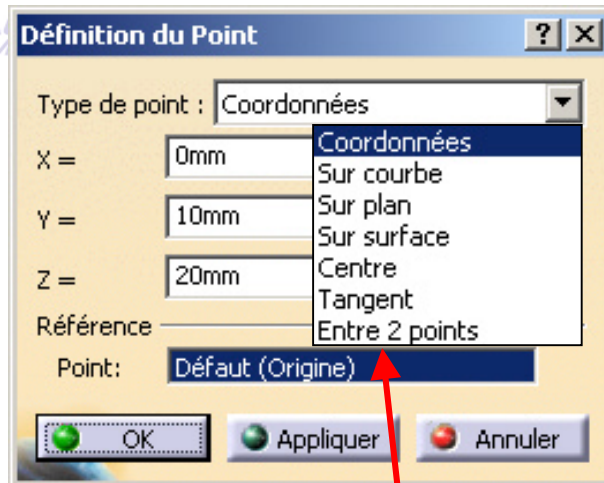 Définition du Point
Type de point : Coordonnées
Coordonnées
Sur courbe
Sur plan
Sur surface
Centre
Tangent
Entre 2 points
X = 0mm
Y = 10mm
Z = 20mm
Référence
Point: Défaut (Origine)
OK Appliquer Annuler